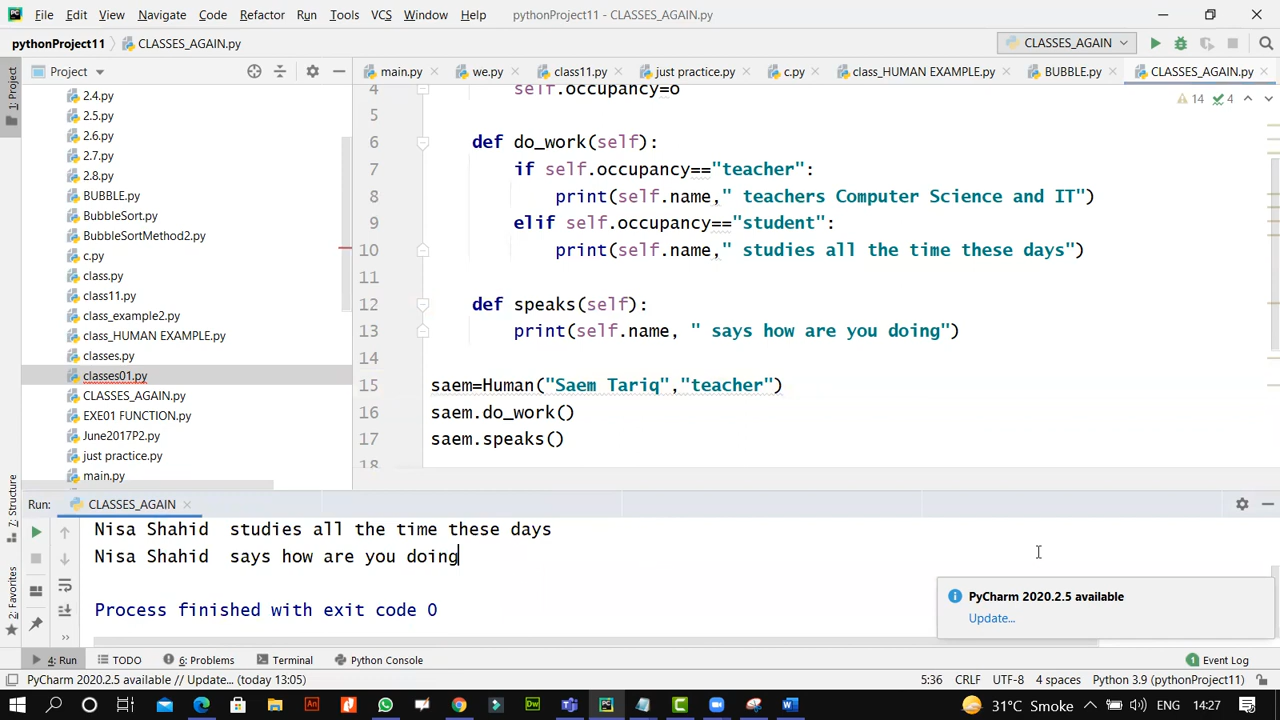 File Edit View Navigate Code Refactor Run Tools VCS Window Help pythonProject11 - CLASSES_AGAIN.py
pythonProject11 CLASSES_AGAIN.py CLASSES_AGAIN
Project main.py we.py class11.py just practice.py c.py class_HUMAN EXAMPLE.py BUBBLE.py CLASSES_AGAIN.py
1: Project
2.4.py
2.5.py
2.6.py
2.7.py
2.8.py
BUBBLE.py
BubbleSort.py
BubbleSortMethod2.py
c.py
class.py
class11.py
class_example2.py
class_HUMAN EXAMPLE.py
classes.py
classes01.py
CLASSES_AGAIN.py
EXE01 FUNCTION.py
June2017P2.py
just practice.py
main.py
14 4
4 self.occupancy=o
5
6 def do_work(self):
7 if self.occupancy=="teacher":
8 print(self.name," teachers Computer Science and IT")
9 elif self.occupancy=="student":
10 print(self.name," studies all the time these days")
11
12 def speaks(self):
13 print(self.name, " says how are you doing")
14
15 saem=Human("Saem Tariq","teacher")
16 saem.do_work()
17 saem.speaks()
18
Z: Structure
2: Favorites
Run: CLASSES_AGAIN
Nisa Shahid  studies all the time these days
Nisa Shahid  says how are you doing
Process finished with exit code 0
PyCharm 2020.2.5 available
Update...
4: Run TODO 6: Problems Terminal Python Console 1 Event Log
PyCharm 2020.2.5 available // Update... (today 13:05) 5:36 CRLF UTF-8 4 spaces Python 3.9 (pythonProject11)
31°C Smoke ENG 14:27